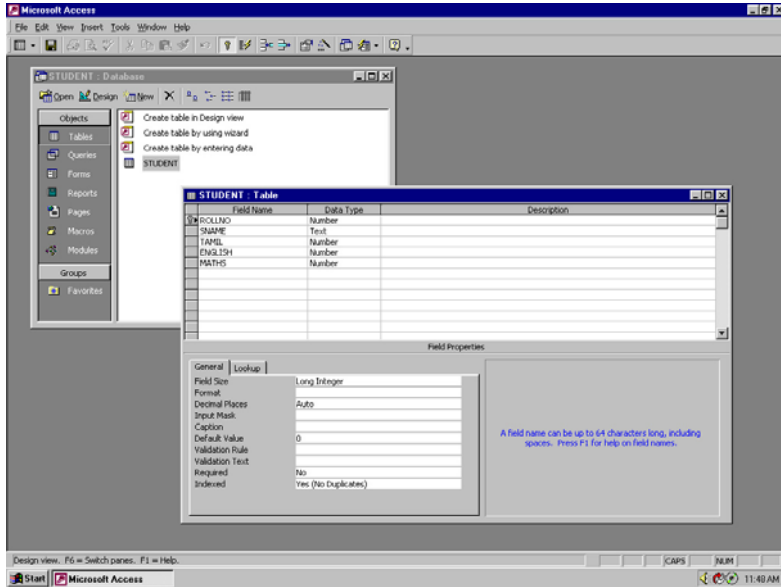 Microsoft Access
File Edit View Insert Tools Window Help
STUDENT : Database
Open Design New
Objects
Tables
Queries
Forms
Reports
Pages
Macros
Modules
Groups
Favorites
Create table in Design view
Create table by using wizard
Create table by entering data
STUDENT
STUDENT : Table
Field Name Data Type Description
ROLLNO Number
SNAME Text
TAMIL Number
ENGLISH Number
MATHS Number
Field Properties
General Lookup
Field Size Long Integer
Format
Decimal Places Auto
Input Mask
Caption
Default Value 0
Validation Rule
Validation Text
Required No
Indexed Yes (No Duplicates)
A field name can be up to 64 characters long, including
spaces. Press F1 for help on field names.
Design view. F6 = Switch panes. F1 = Help.
CAPS NUM
Start Microsoft Access 11:48 AM